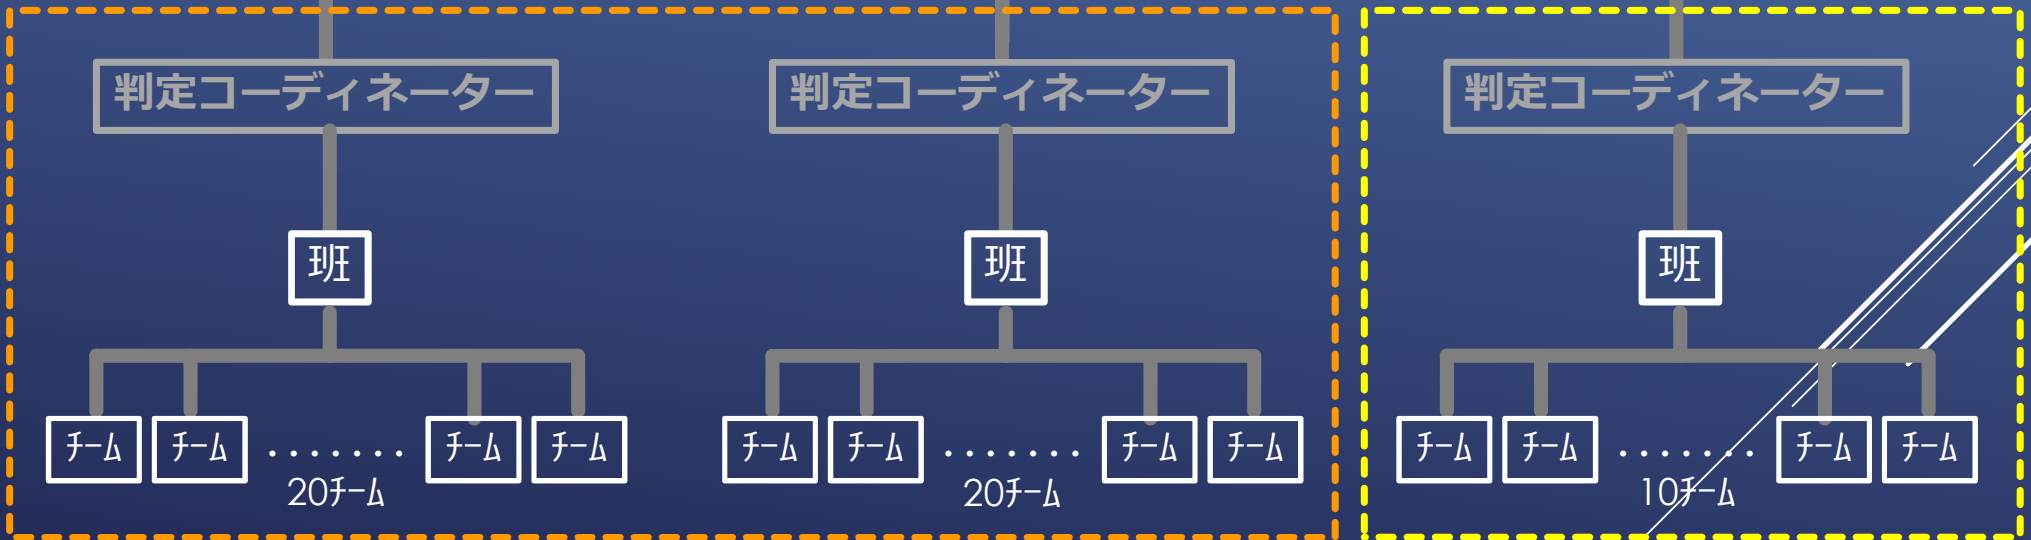 判定コーディネーター 判定コーディネーター 判定コーディネーター
班 班 班
ﾁｰﾑ ﾁｰﾑ ・・・・・・・ ﾁｰﾑ ﾁｰﾑ ﾁｰﾑ ﾁｰﾑ ・・・・・・・ ﾁｰﾑ ﾁｰﾑ ﾁｰﾑ ﾁｰﾑ ・・・・・・・ ﾁｰﾑ ﾁｰﾑ
20ﾁｰﾑ 20ﾁｰﾑ 10ﾁｰﾑ